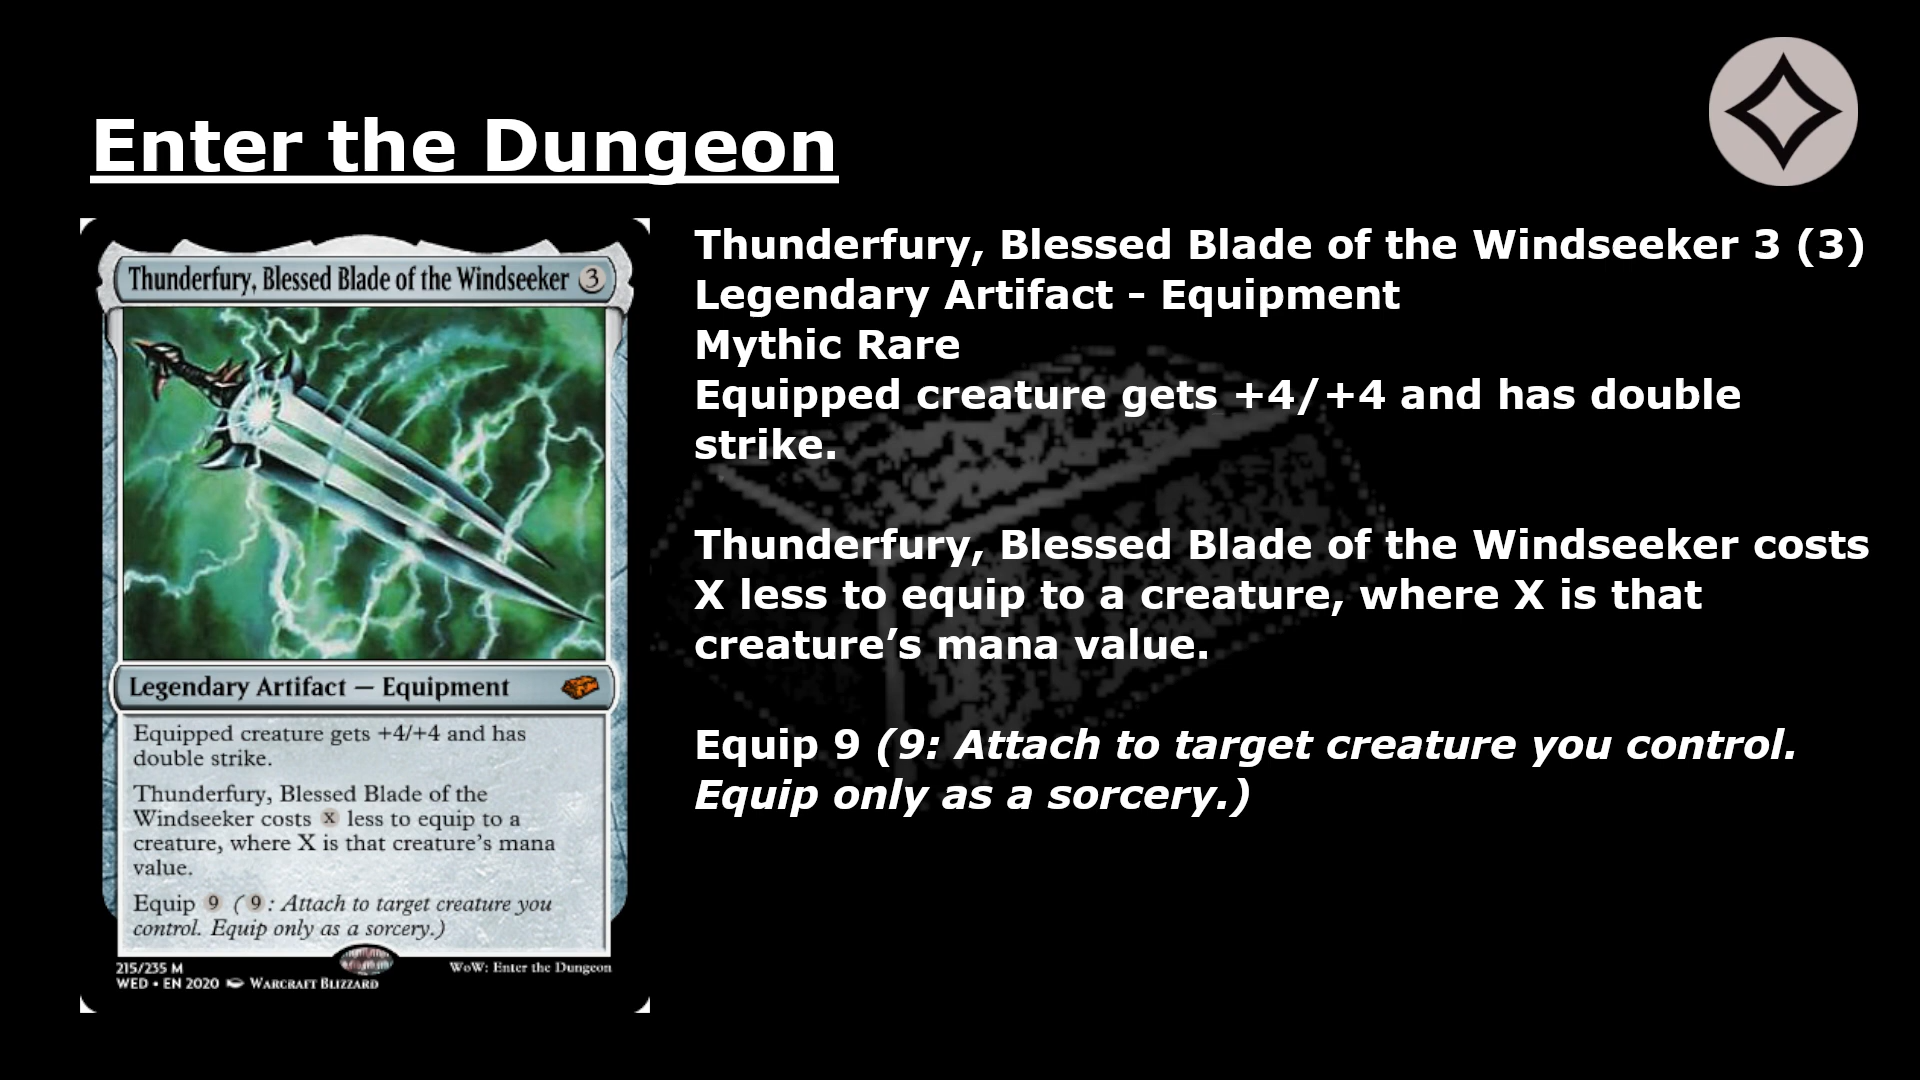 Enter the Dungeon
Thunderfury, Blessed Blade of the Windseeker 3
Legendary Artifact — Equipment
Equipped creature gets +4/+4 and has
double strike.
Thunderfury, Blessed Blade of the
Windseeker costs X less to equip to a
creature, where X is that creature's mana
value.
Equip 9 (9: Attach to target creature you
control. Equip only as a sorcery.)
215/235 M
WED • EN 2020 WARCRAFT BLIZZARD
WoW: Enter the Dungeon
Thunderfury, Blessed Blade of the Windseeker 3 (3)
Legendary Artifact – Equipment
Mythic Rare
Equipped creature gets +4/+4 and has double
strike.
Thunderfury, Blessed Blade of the Windseeker costs
X less to equip to a creature, where X is that
creature’s mana value.
Equip 9 (9: Attach to target creature you control.
Equip only as a sorcery.)